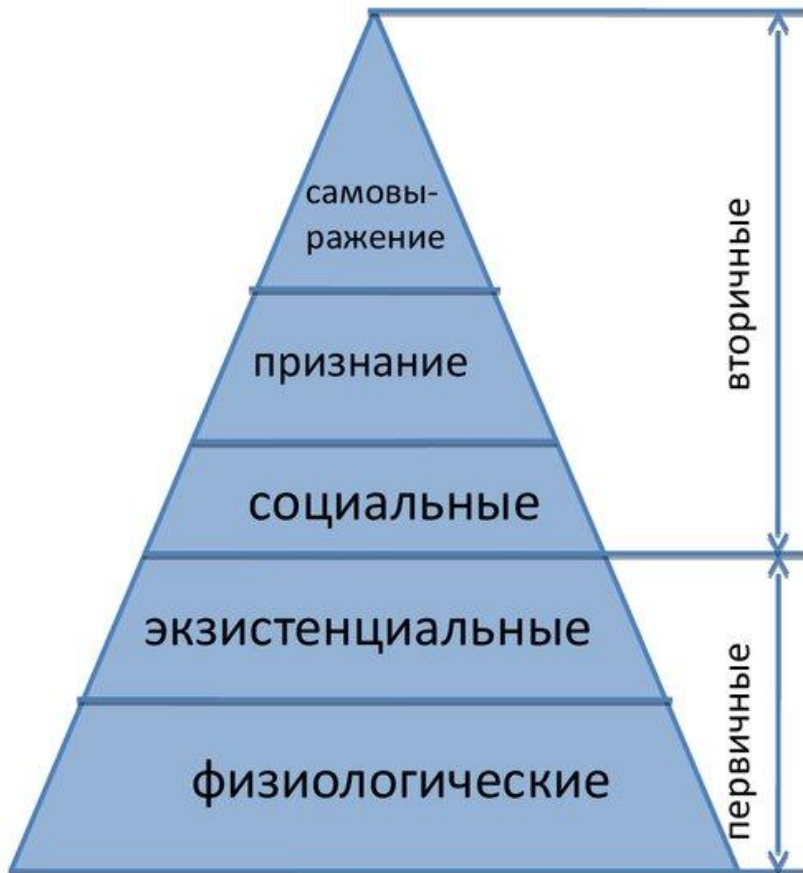 самовы-
ражение
признание
социальные
экзистенциальные
физиологические
вторичные
первичные